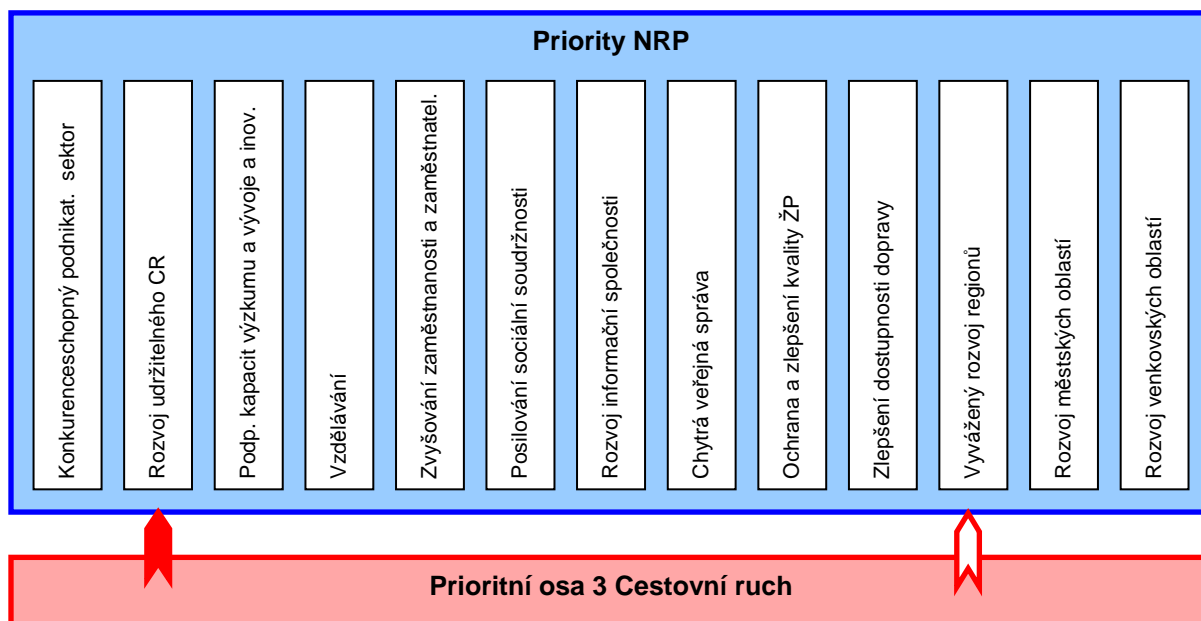 Priority NRP
Konkurenceschopný podnikat. sektor
Rozvoj udržitelného CR
Podp. kapacit výzkumu a vývoje a inov.
Vzdělávání
Zvyšování zaměstnanosti a zaměstnatel.
Posilování sociální soudržnosti
Rozvoj informační společnosti
Chytrá veřejná správa
Ochrana a zlepšení kvality ŽP
Zlepšení dostupnosti dopravy
Vyvážený rozvoj regionů
Rozvoj městských oblastí
Rozvoj venkovských oblastí
Prioritní osa 3 Cestovní ruch